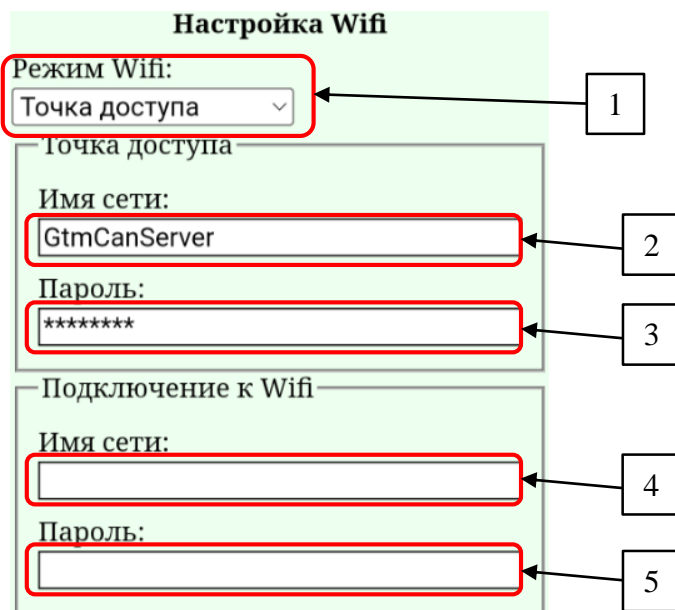 Настройка Wifi
Режим Wifi:
Точка доступа
1
Точка доступа
Имя сети:
GtmCanServer
2
Пароль:
********
3
Подключение к Wifi
Имя сети:
4
Пароль:
5